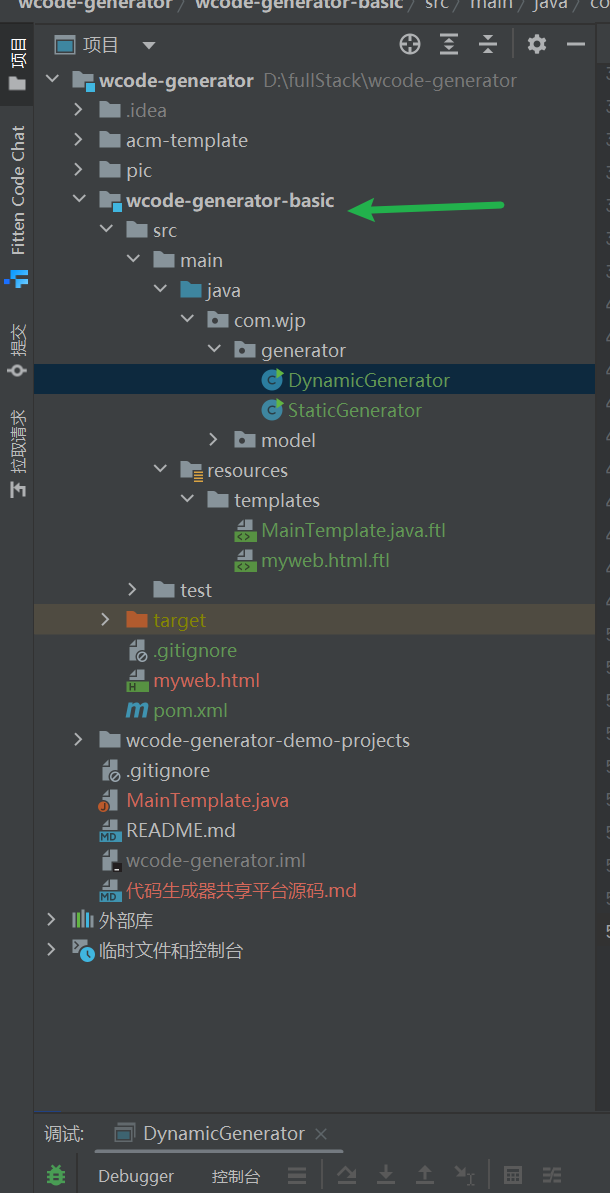 wcode-generator / wcode-generator-basic / src / main / java / co
项目
项目
wcode-generator D:\fullStack\wcode-generator
.idea
acm-template
Fitten Code Chat
pic
wcode-generator-basic
src
main
java
提交
com.wjp
generator
DynamicGenerator
StaticGenerator
拉取请求
model
resources
templates
MainTemplate.java.ftl
myweb.html.ftl
test
target
.gitignore
myweb.html
pom.xml
wcode-generator-demo-projects
.gitignore
MainTemplate.java
README.md
wcode-generator.iml
代码生成器共享平台源码.md
外部库
临时文件和控制台
调试: DynamicGenerator
Debugger 控制台